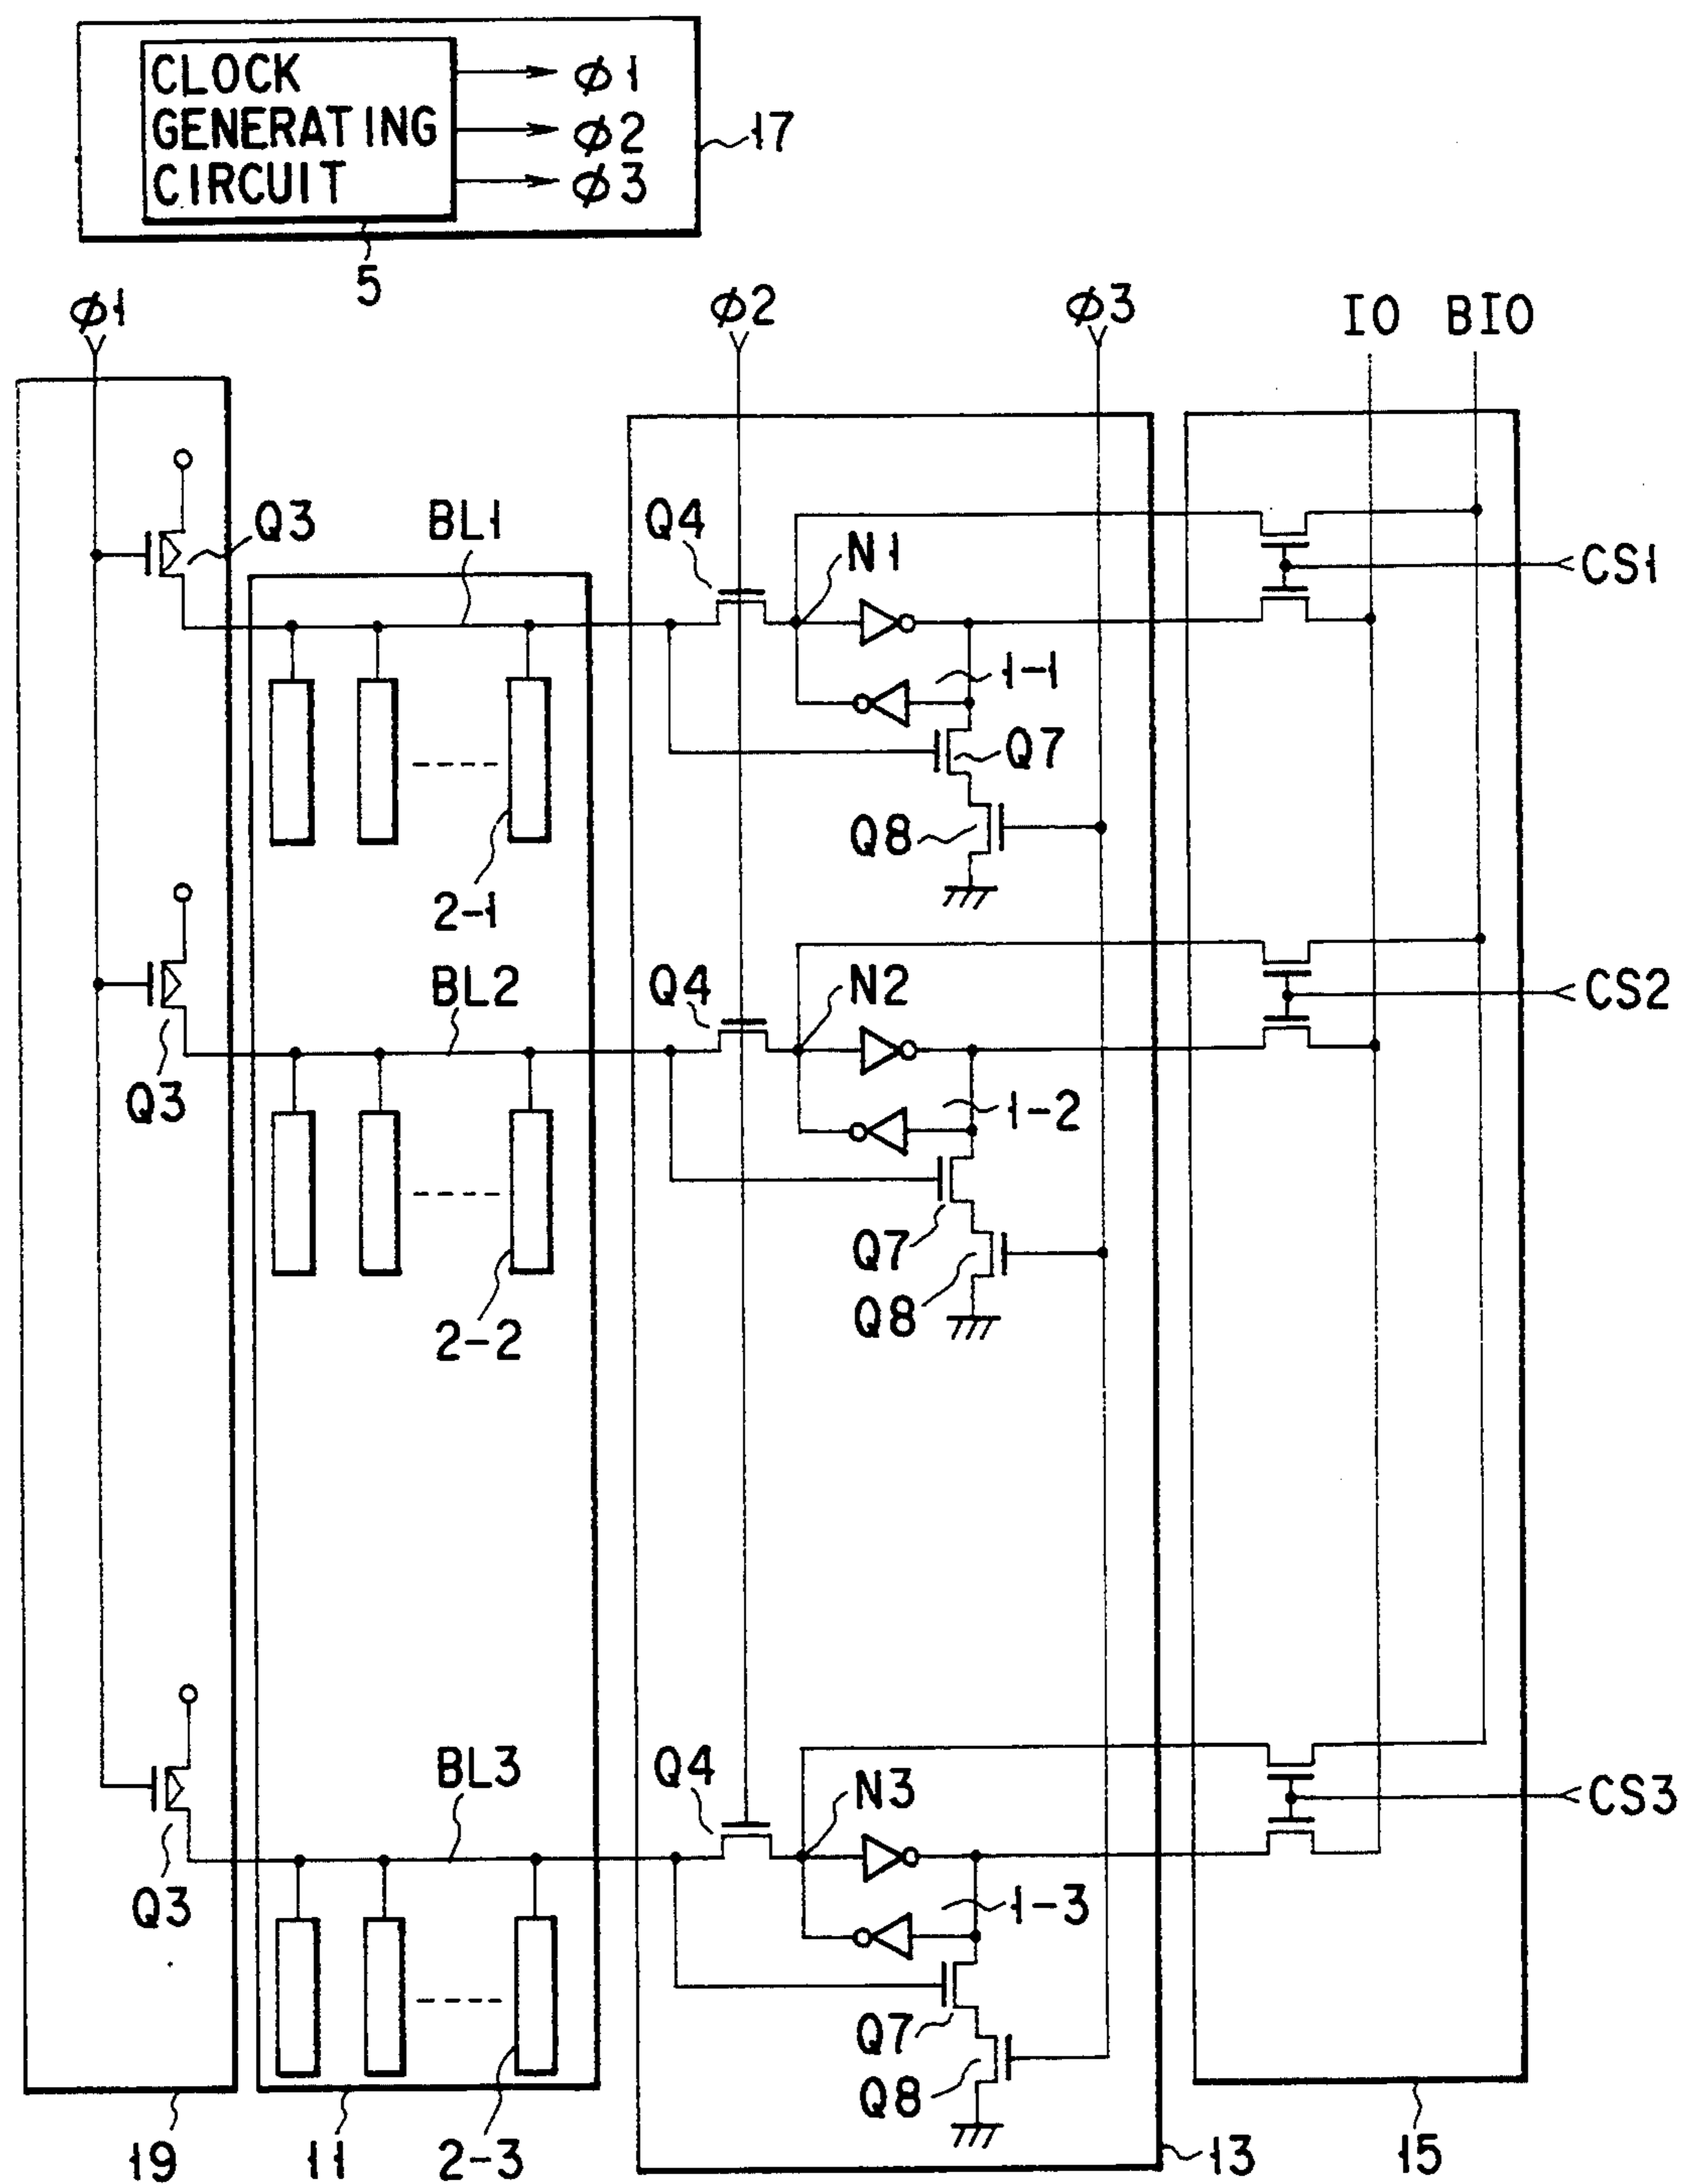 CLOCK
GENERATING
CIRCUIT
ϕ1
ϕ2
ϕ3
17
5
ϕ1
ϕ2
ϕ3
IO
BIO
Q3
BL1
Q4
N1
CS1
1-1
Q7
Q8
2-1
Q3
BL2
Q4
N2
CS2
1-2
Q7
Q8
2-2
Q3
BL3
Q4
N3
CS3
1-3
Q7
Q8
2-3
19
11
13
15